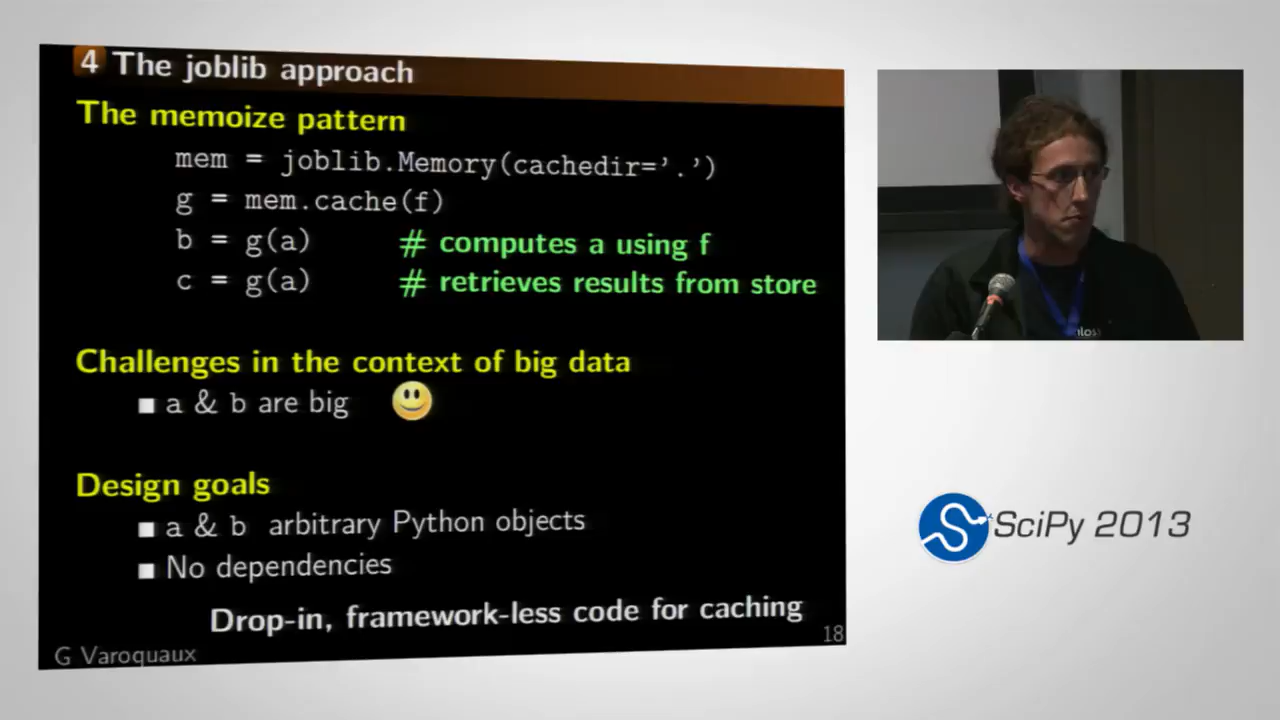 4 The joblib approach
The memoize pattern
mem = joblib.Memory(cachedir='.')
g = mem.cache(f)
b = g(a) # computes a using f
c = g(a) # retrieves results from store
Challenges in the context of big data
a & b are big
Design goals
a & b arbitrary Python objects
No dependencies
Drop-in, framework-less code for caching
G Varoquaux
18
SciPy 2013